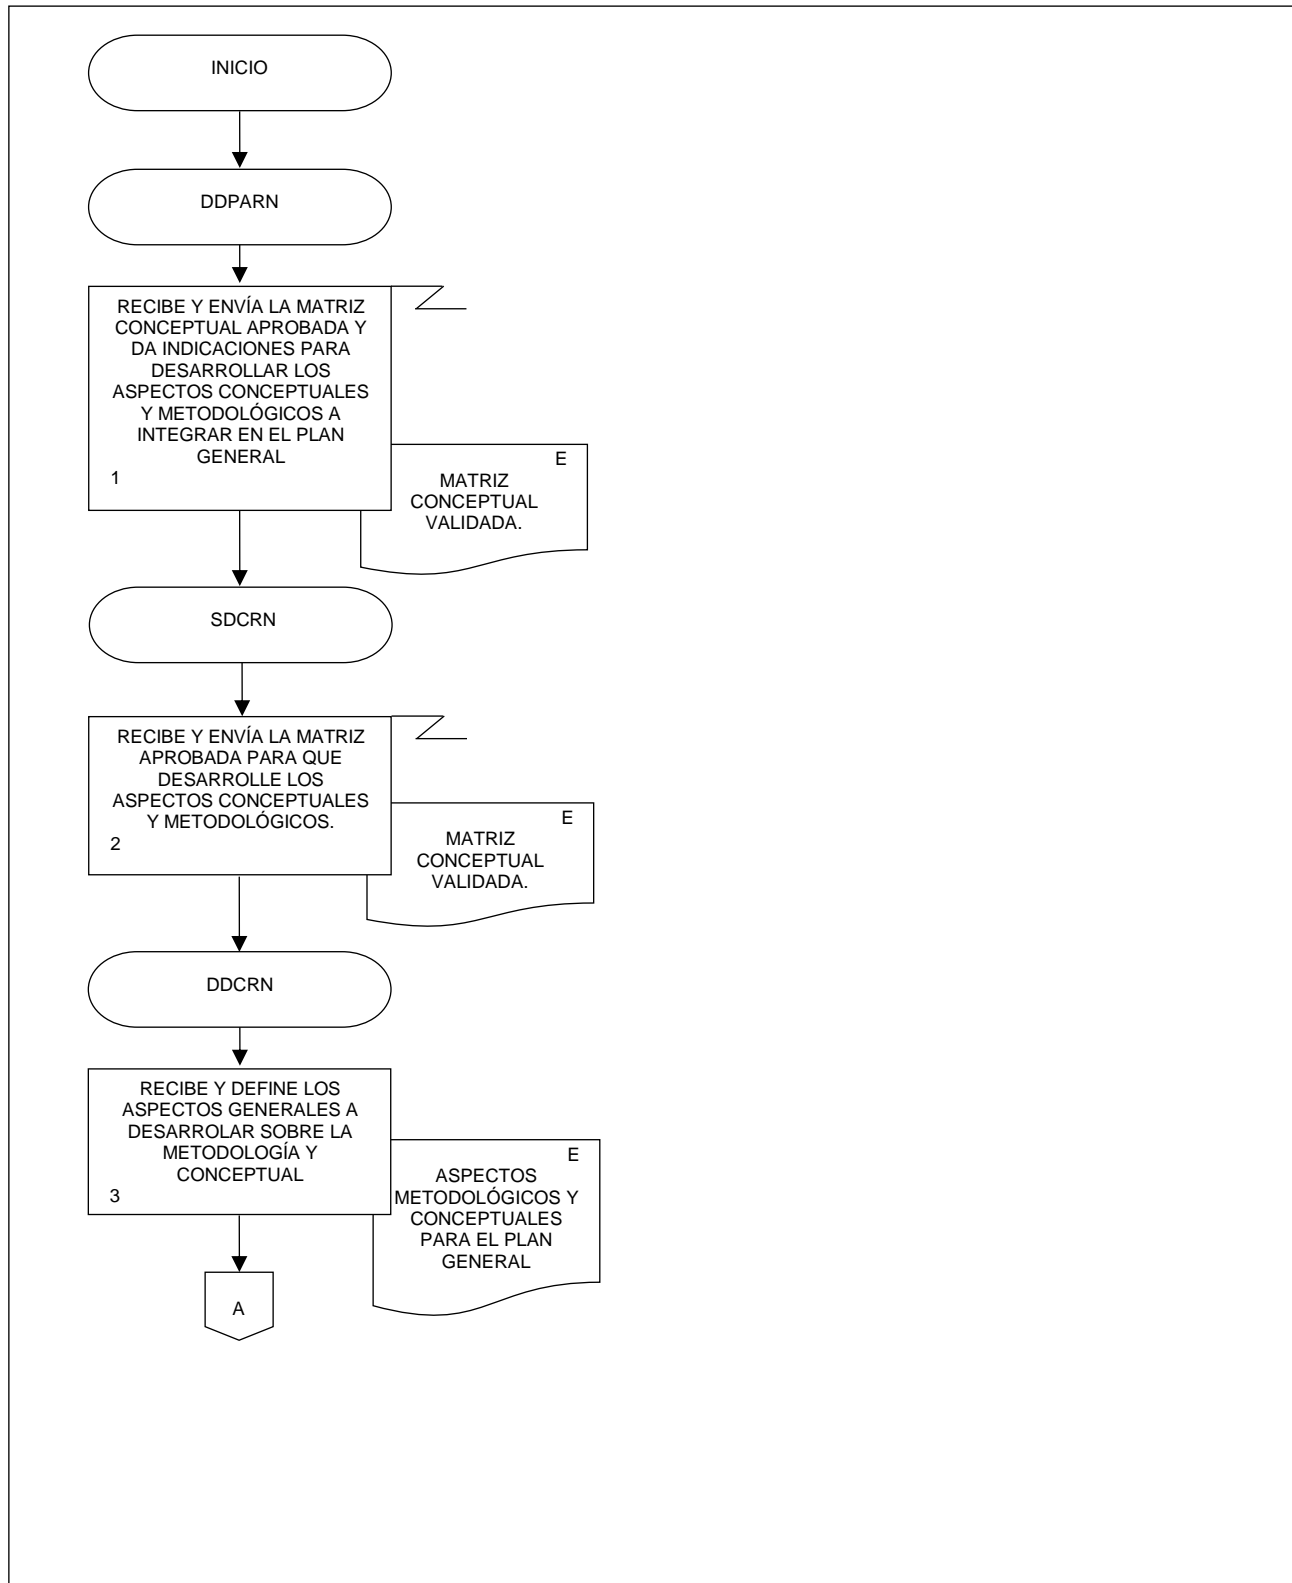 INICIO
DDPARN
RECIBE Y ENVÍA LA MATRIZ
CONCEPTUAL APROBADA Y
DA INDICACIONES PARA
DESARROLLAR LOS
ASPECTOS CONCEPTUALES
Y METODOLÓGICOS A
INTEGRAR EN EL PLAN
GENERAL
1
E
MATRIZ
CONCEPTUAL
VALIDADA.
SDCRN
RECIBE Y ENVÍA LA MATRIZ
APROBADA PARA QUE
DESARROLLE LOS
ASPECTOS CONCEPTUALES
Y METODOLÓGICOS.
2
E
MATRIZ
CONCEPTUAL
VALIDADA.
DDCRN
RECIBE Y DEFINE LOS
ASPECTOS GENERALES A
DESARROLAR SOBRE LA
METODOLOGÍA Y
CONCEPTUAL
3
E
ASPECTOS
METODOLÓGICOS Y
CONCEPTUALES
PARA EL PLAN
GENERAL
A